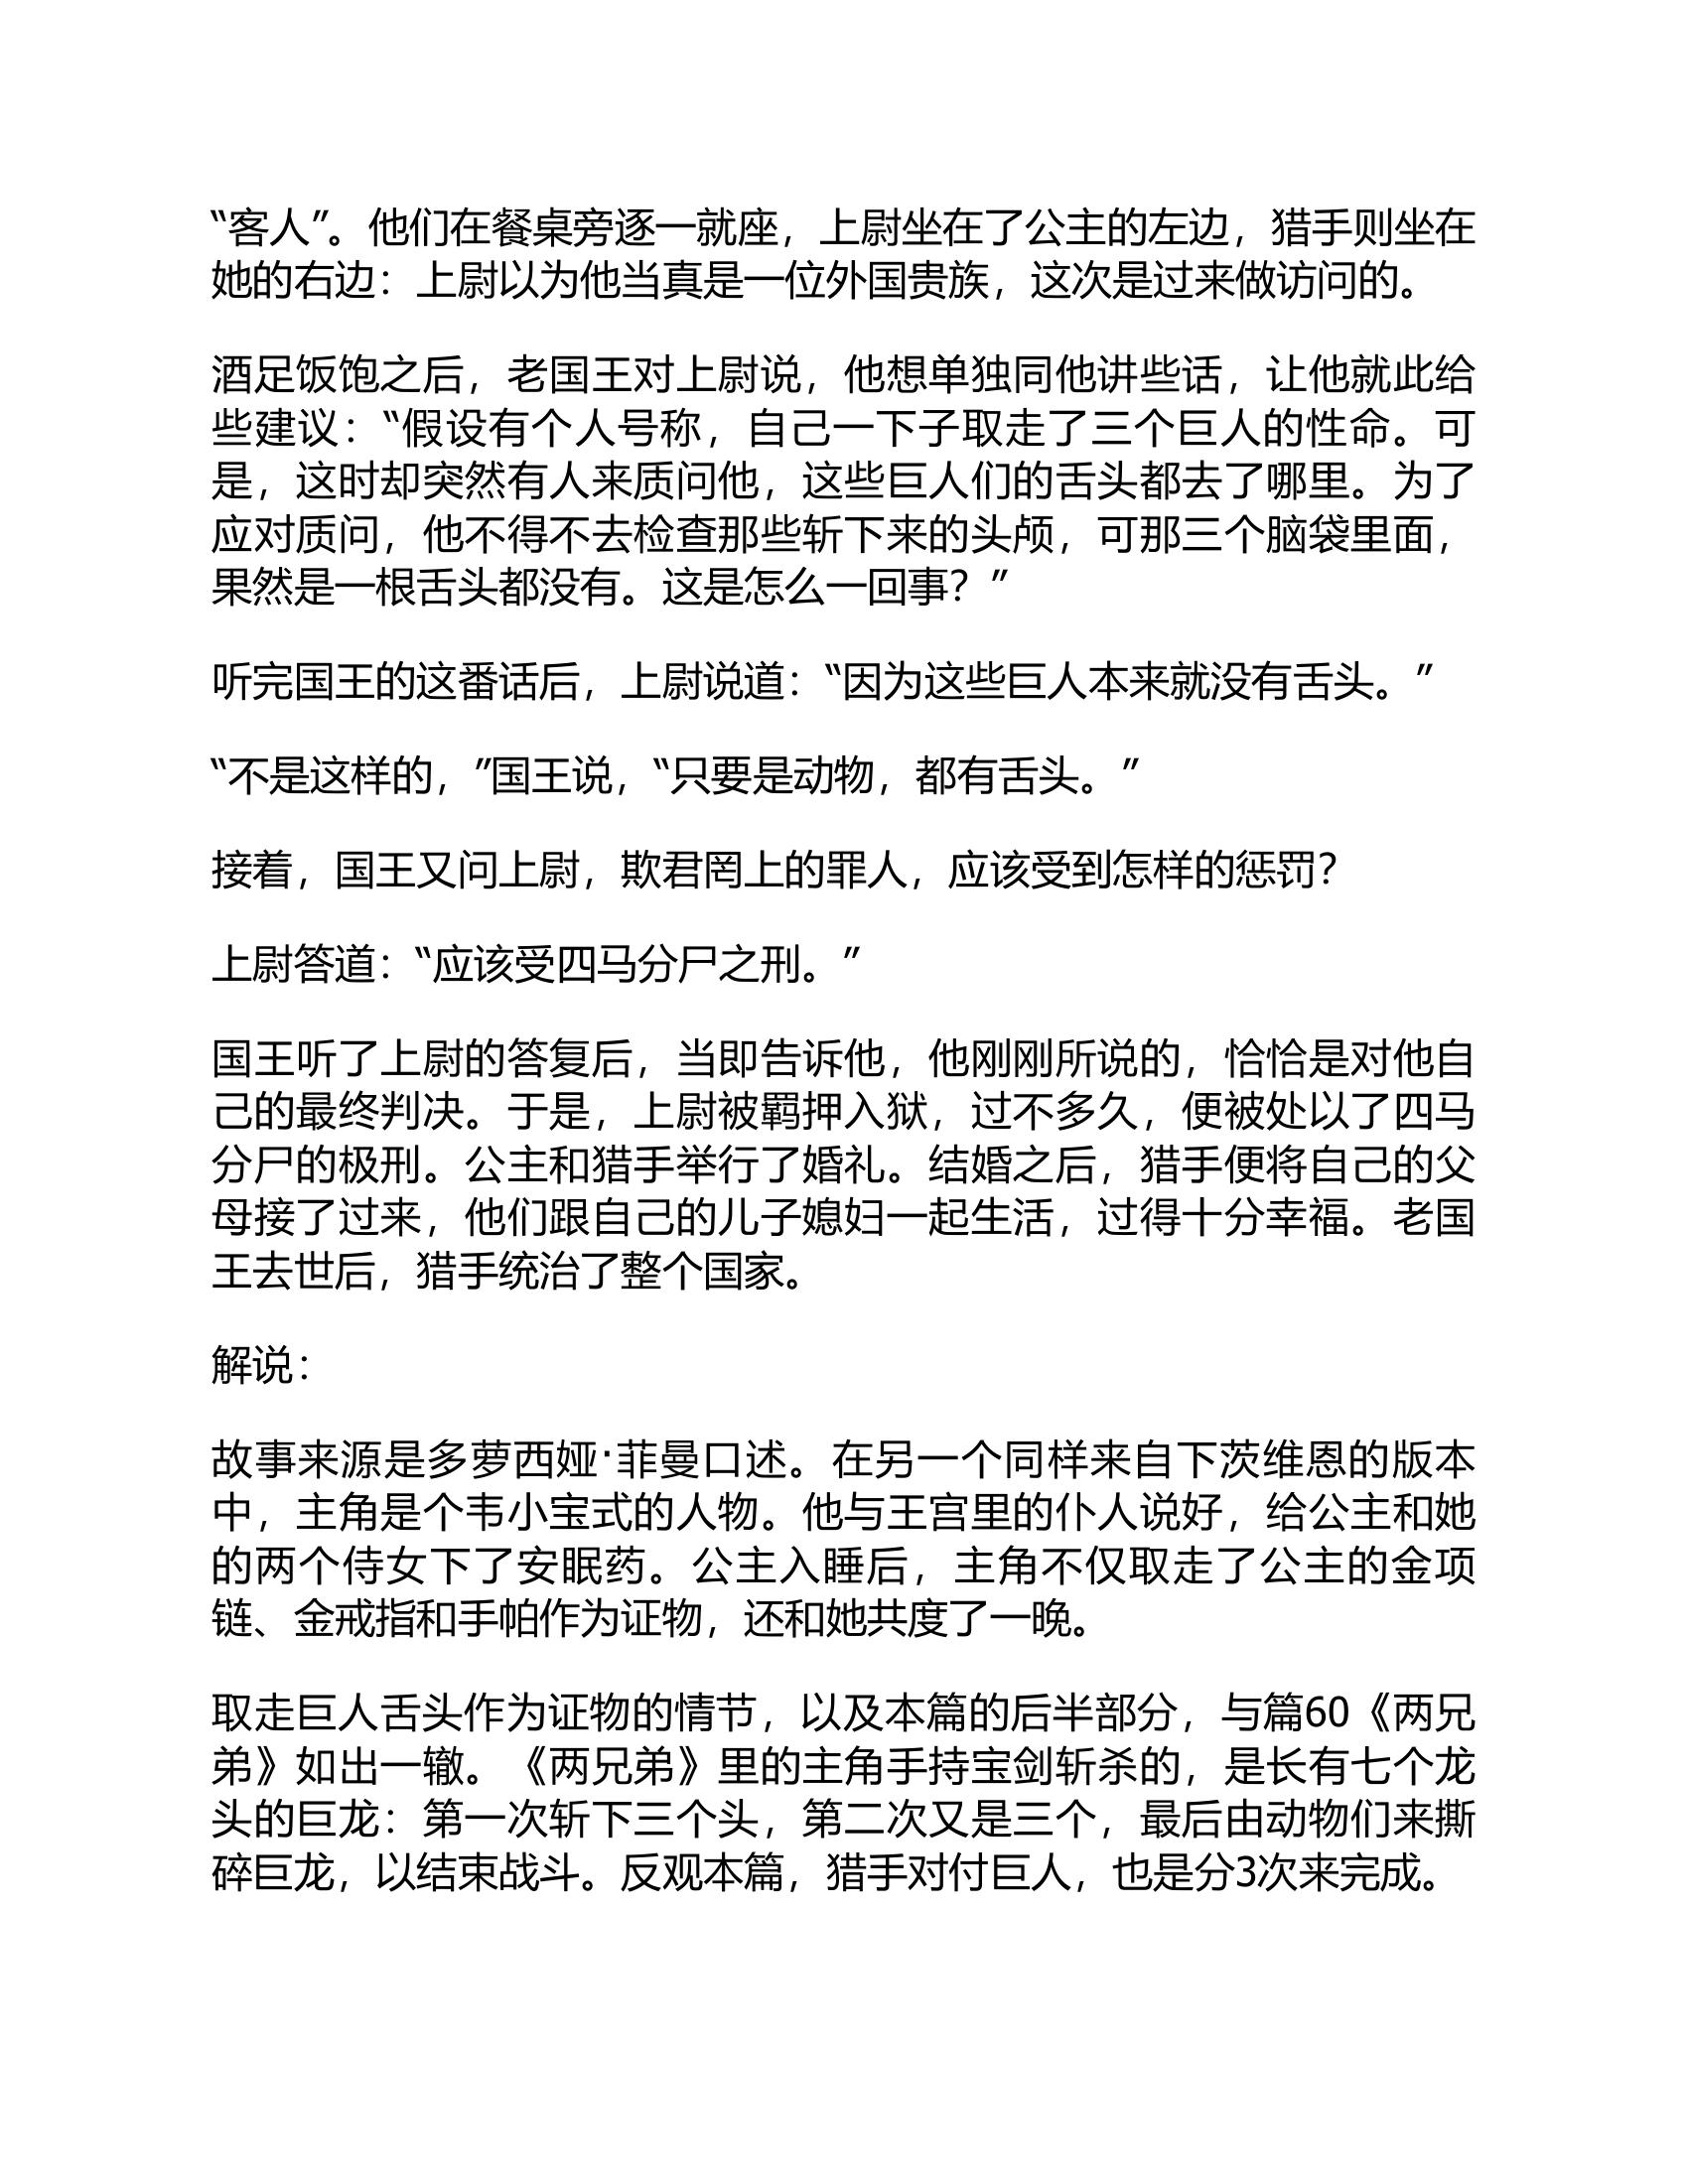 “客人”。他们在餐桌旁逐一就座，上尉坐在了公主的左边，猎手则坐在
她的右边：上尉以为他当真是一位外国贵族，这次是过来做访问的。
酒足饭饱之后，老国王对上尉说，他想单独同他讲些话，让他就此给
些建议：“假设有个人号称，自己一下子取走了三个巨人的性命。可
是，这时却突然有人来质问他，这些巨人们的舌头都去了哪里。为了
应对质问，他不得不去检查那些斩下来的头颅，可那三个脑袋里面，
果然是一根舌头都没有。这是怎么一回事？”
听完国王的这番话后，上尉说道：“因为这些巨人本来就没有舌头。”
“不是这样的，”国王说，“只要是动物，都有舌头。”
接着，国王又问上尉，欺君罔上的罪人，应该受到怎样的惩罚？
上尉答道：“应该受四马分尸之刑。”
国王听了上尉的答复后，当即告诉他，他刚刚所说的，恰恰是对他自
己的最终判决。于是，上尉被羁押入狱，过不多久，便被处以了四马
分尸的极刑。公主和猎手举行了婚礼。结婚之后，猎手便将自己的父
母接了过来，他们跟自己的儿子媳妇一起生活，过得十分幸福。老国
王去世后，猎手统治了整个国家。
解说：
故事来源是多萝西娅·菲曼口述。在另一个同样来自下茨维恩的版本
中，主角是个韦小宝式的人物。他与王宫里的仆人说好，给公主和她
的两个侍女下了安眠药。公主入睡后，主角不仅取走了公主的金项
链、金戒指和手帕作为证物，还和她共度了一晚。
取走巨人舌头作为证物的情节，以及本篇的后半部分，与篇60《两兄
弟》如出一辙。《两兄弟》里的主角手持宝剑斩杀的，是长有七个龙
头的巨龙：第一次斩下三个头，第二次又是三个，最后由动物们来撕
碎巨龙，以结束战斗。反观本篇，猎手对付巨人，也是分3次来完成。